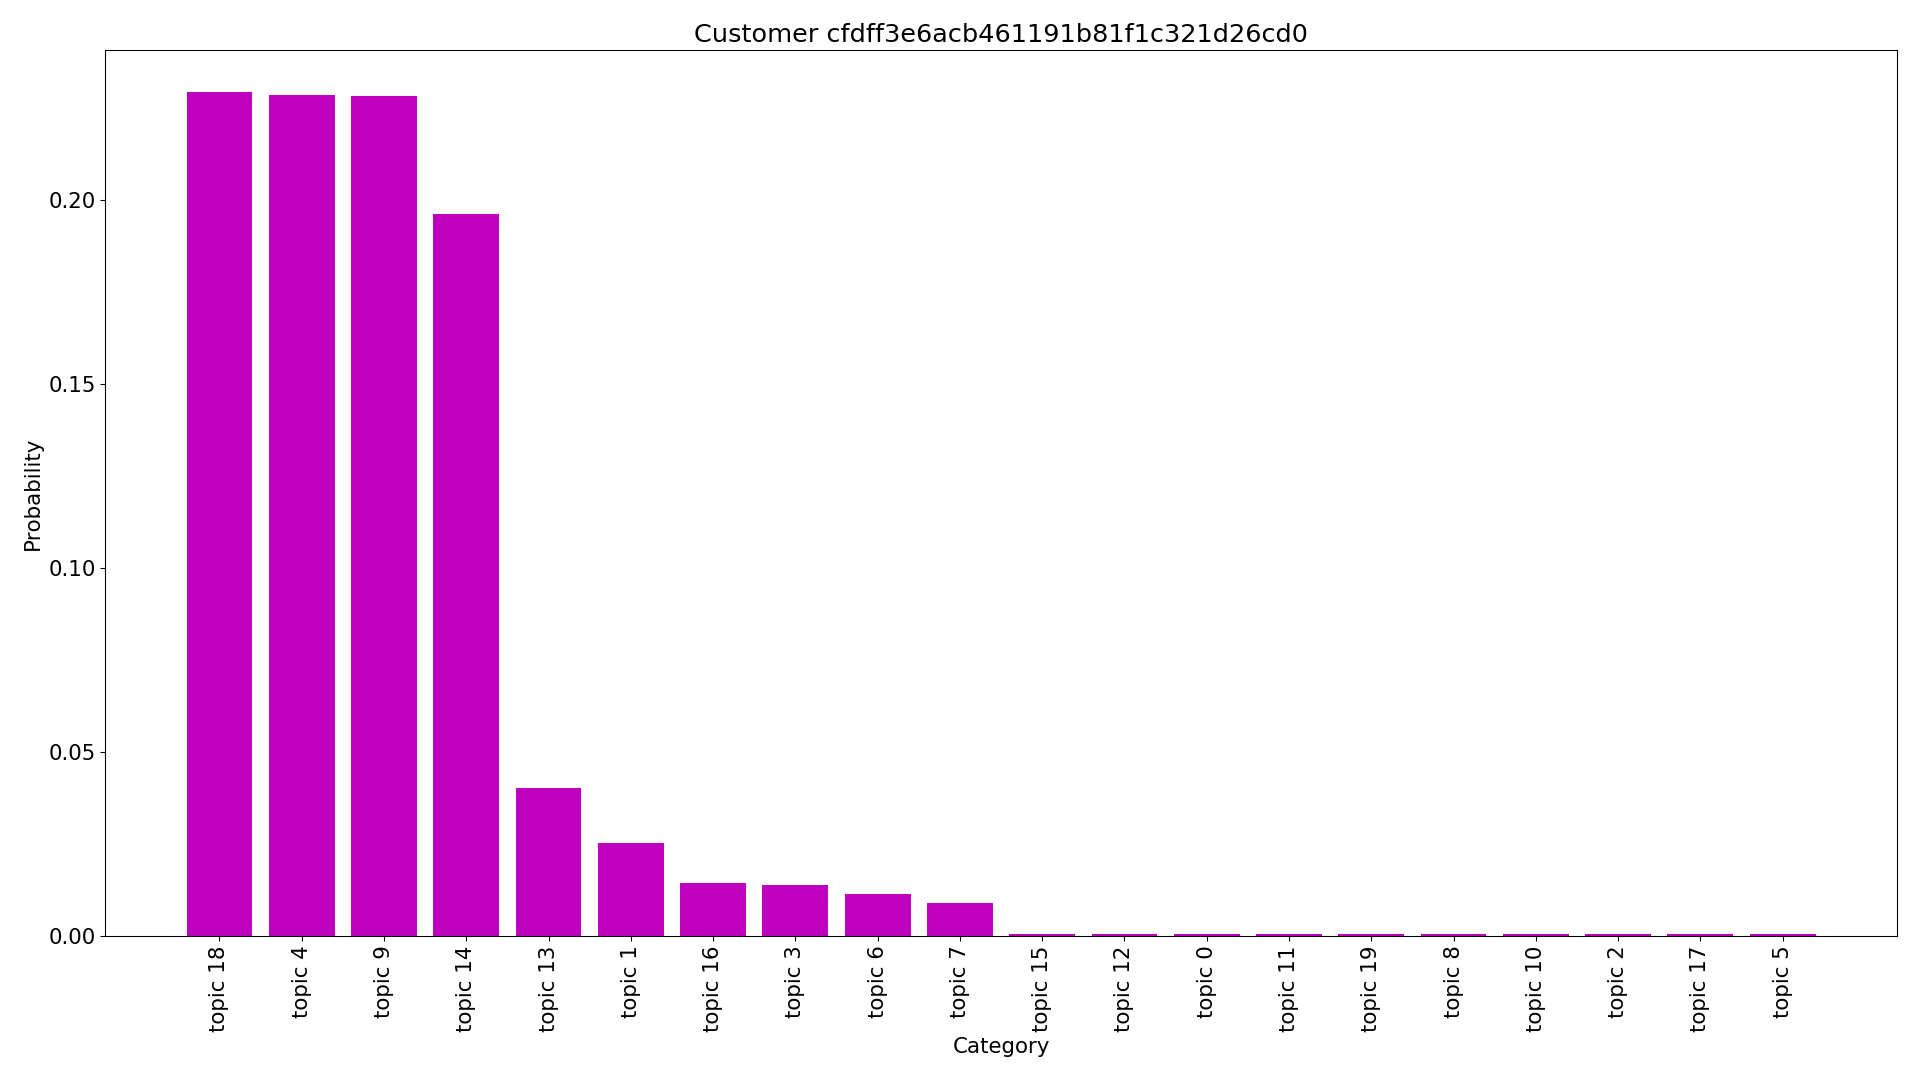 Customer cfdff3e6acb461191b81f1c321d26cd0
Probability
0.20
0.15
0.10
0.05
0.00
topic 18
topic 4
topic 9
topic 14
topic 13
topic 1
topic 16
topic 3
topic 6
topic 7
topic 15
topic 12
topic 0
topic 11
topic 19
topic 8
topic 10
topic 2
topic 17
topic 5
Category